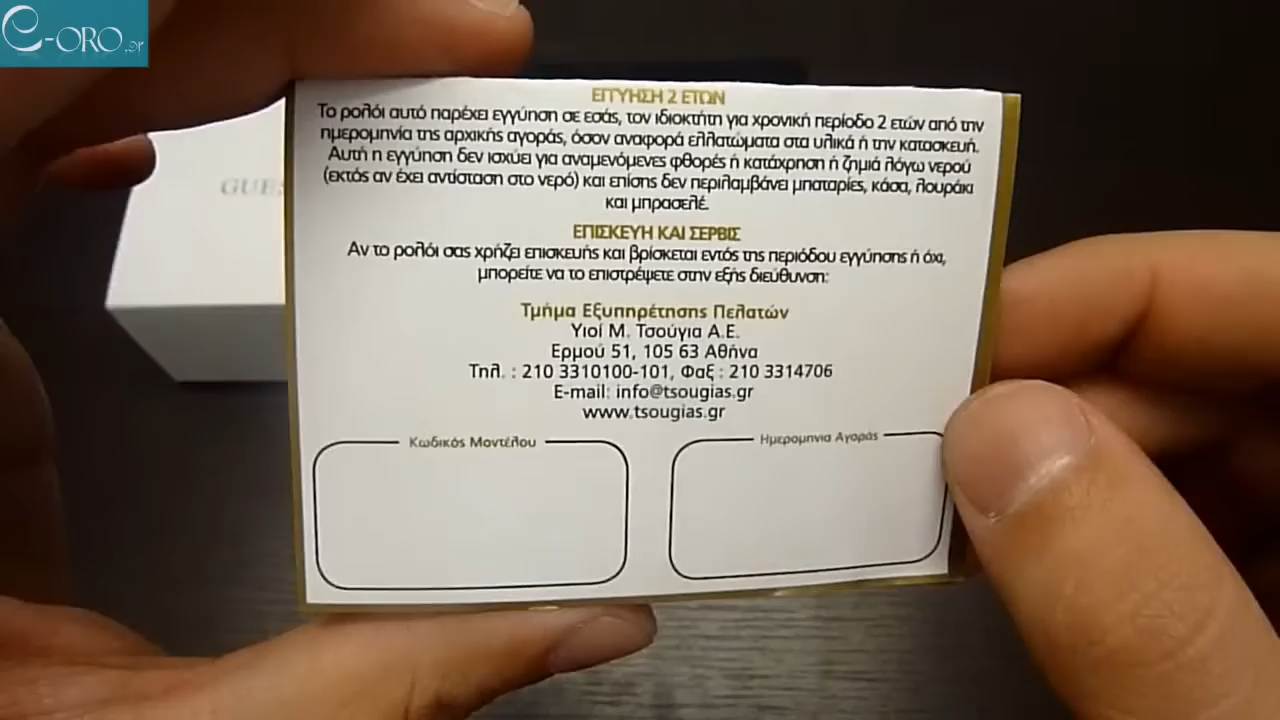 e-ORO.gr
GUES
ΕΓΓΥΗΣΗ 2 ΕΤΩΝ
Το ρολόι αυτό παρέχει εγγύηση σε εσάς, τον ιδιοκτήτη για χρονική περίοδο 2 ετών από την
ημερομηνία της αρχικής αγοράς, όσον αναφορά ελλατώματα στα υλικά ή την κατασκευή.
Αυτή η εγγύηση δεν ισχύει για αναμενόμενες φθορές ή κατάχρηση ή ζημιά λόγω νερού
(εκτός αν έχει αντίσταση στο νερό) και επίσης δεν περιλαμβάνει μπαταρίες, κάσα, λουράκι
και μπρασελέ.
ΕΠΙΣΚΕΥΗ ΚΑΙ ΣΕΡΒΙΣ
Αν το ρολόι σας χρήζει επισκευής και βρίσκεται εντός της περιόδου εγγύησης ή όχι,
μπορείτε να το επιστρέψετε στην εξής διεύθυνση:
Τμήμα Εξυπηρέτησης Πελατών
Υιοί Μ. Τσούγια Α.Ε.
Ερμού 51, 105 63 Αθήνα
Τηλ. : 210 3310100-101, Φαξ : 210 3314706
E-mail: info@tsougias.gr
www.tsougias.gr
Κωδικός Μοντέλου
Ημερομηνια Αγοράς